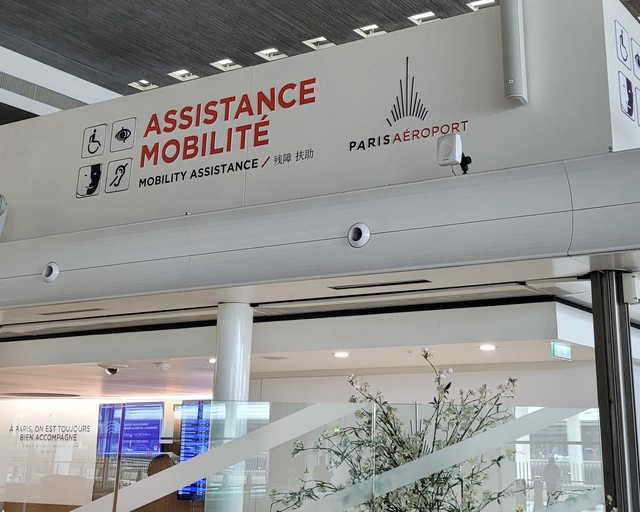 ASSISTANCE
MOBILITÉ
MOBILITY ASSISTANCE / 残障 扶助
PARISAÉROPORT
À PARIS, ON EST TOUJOURS
BIEN ACCOMPAGNÉ